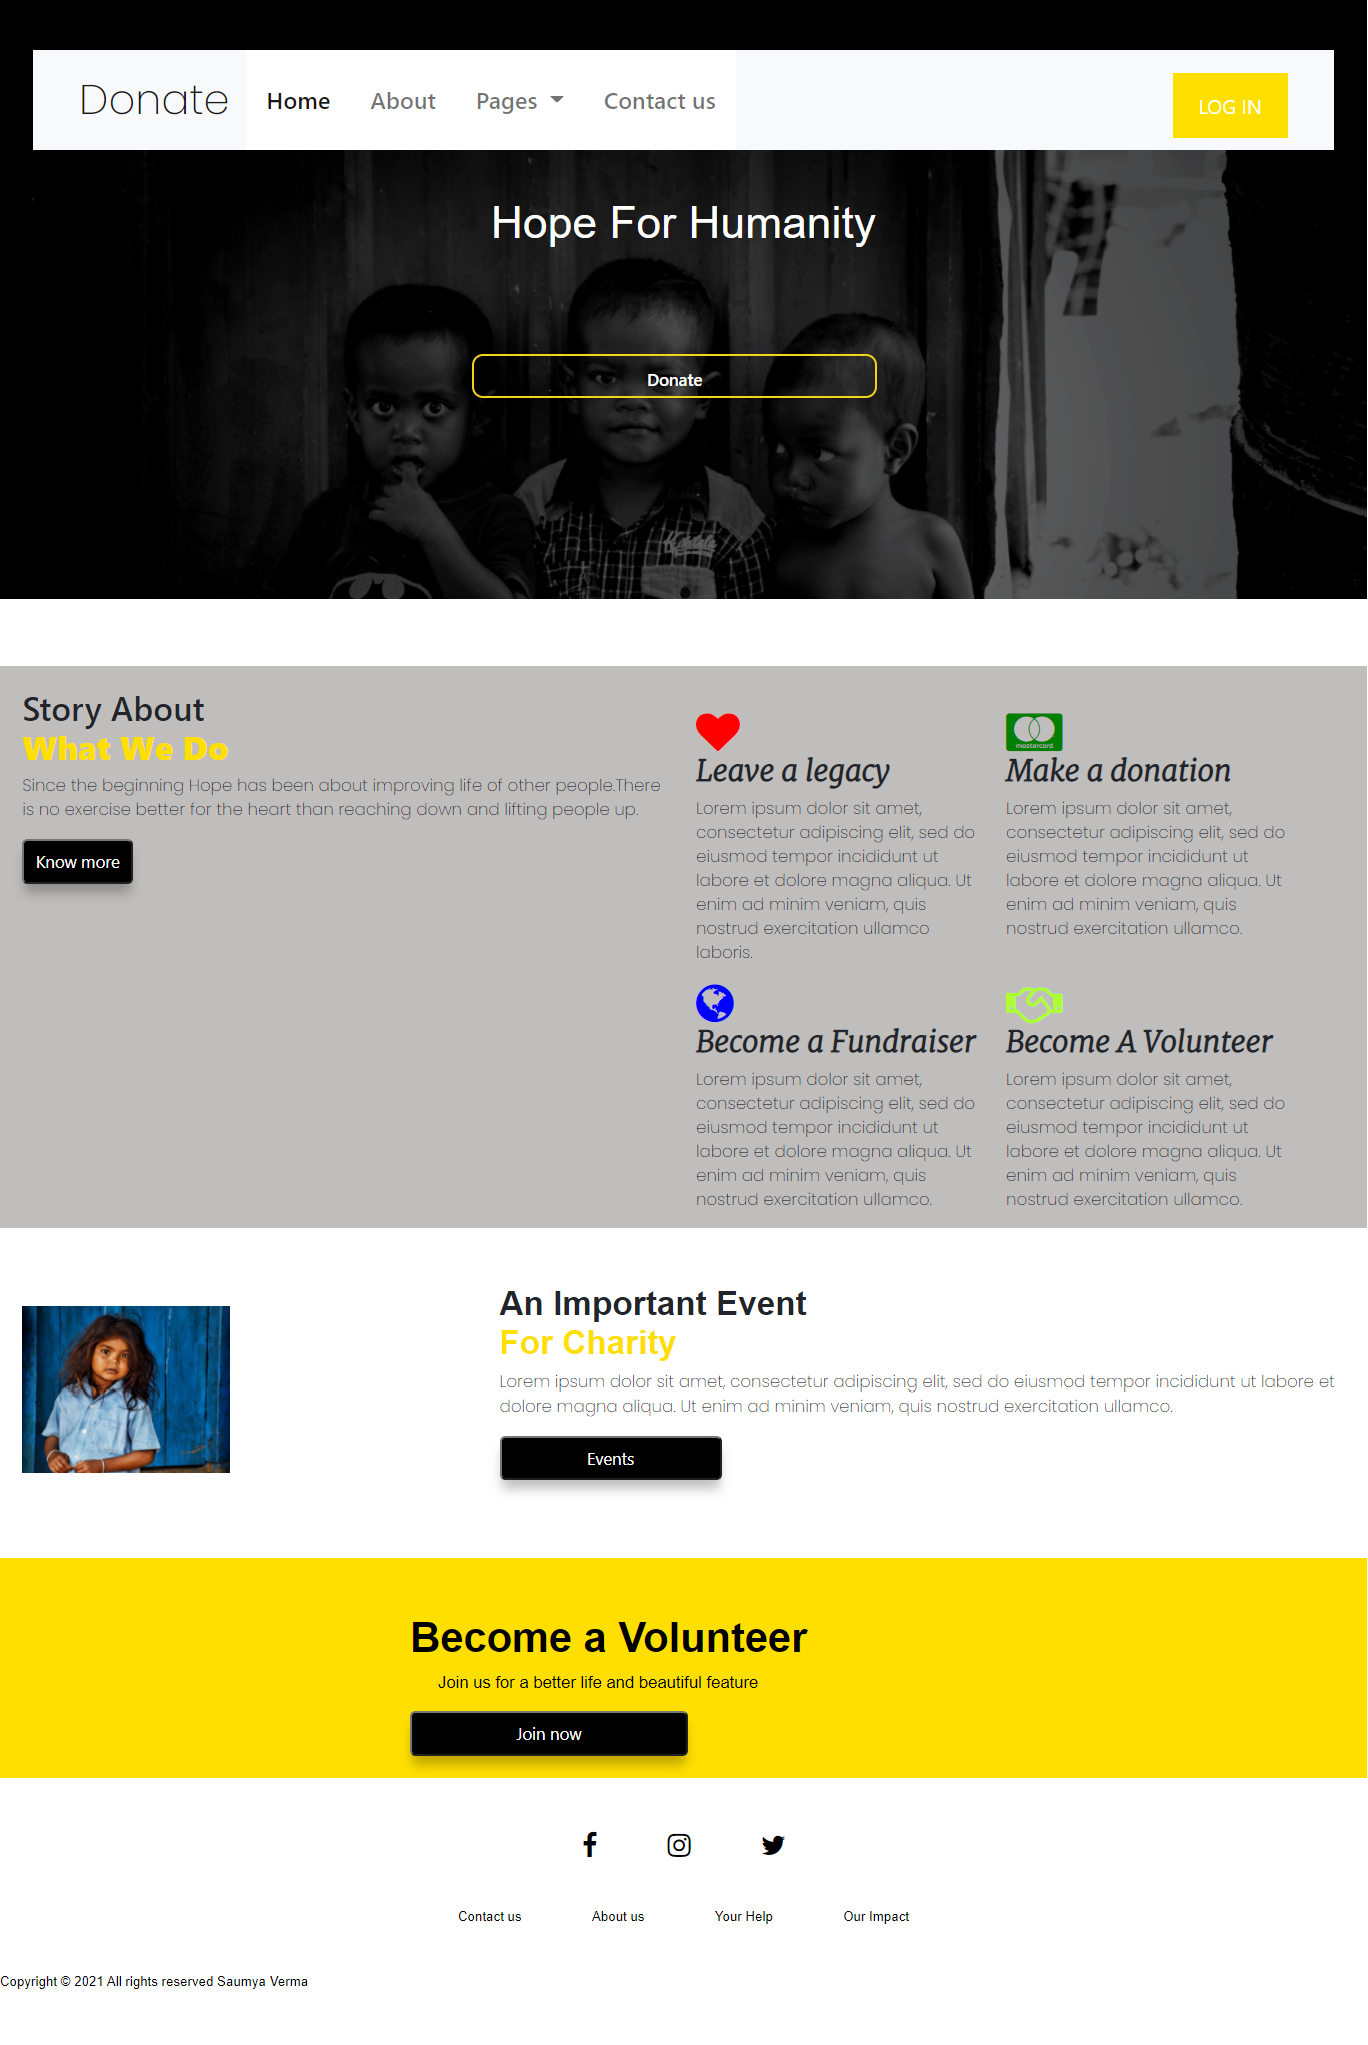 Donate
Home
About
Pages
Contact us
LOG IN
Hope For Humanity
Donate
Story About
What We Do
Since the beginning Hope has been about improving life of other people.There
is no exercise better for the heart than reaching down and lifting people up.
Know more
Leave a legacy
Lorem ipsum dolor sit amet,
consectetur adipiscing elit, sed do
eiusmod tempor incididunt ut
labore et dolore magna aliqua. Ut
enim ad minim veniam, quis
nostrud exercitation ullamco
laboris.
mastercard
Make a donation
Lorem ipsum dolor sit amet,
consectetur adipiscing elit, sed do
eiusmod tempor incididunt ut
labore et dolore magna aliqua. Ut
enim ad minim veniam, quis
nostrud exercitation ullamco.
Become a Fundraiser
Lorem ipsum dolor sit amet,
consectetur adipiscing elit, sed do
eiusmod tempor incididunt ut
labore et dolore magna aliqua. Ut
enim ad minim veniam, quis
nostrud exercitation ullamco.
Become A Volunteer
Lorem ipsum dolor sit amet,
consectetur adipiscing elit, sed do
eiusmod tempor incididunt ut
labore et dolore magna aliqua. Ut
enim ad minim veniam, quis
nostrud exercitation ullamco.
An Important Event
For Charity
Lorem ipsum dolor sit amet, consectetur adipiscing elit, sed do eiusmod tempor incididunt ut labore et
dolore magna aliqua. Ut enim ad minim veniam, quis nostrud exercitation ullamco.
Events
Become a Volunteer
Join us for a better life and beautiful feature
Join now
Contact us
About us
Your Help
Our Impact
Copyright © 2021 All rights reserved Saumya Verma